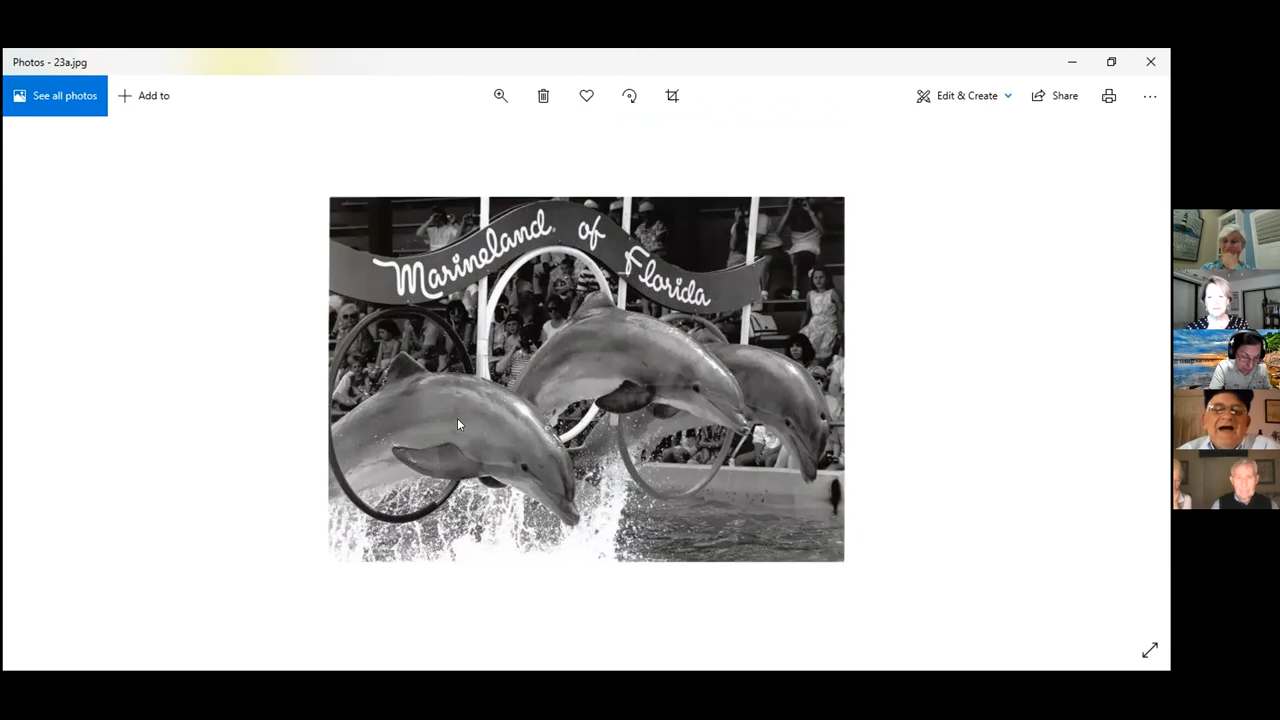 Photos - 23a.jpg
See all photos
Add to
Edit & Create
Share
Marineland of Florida